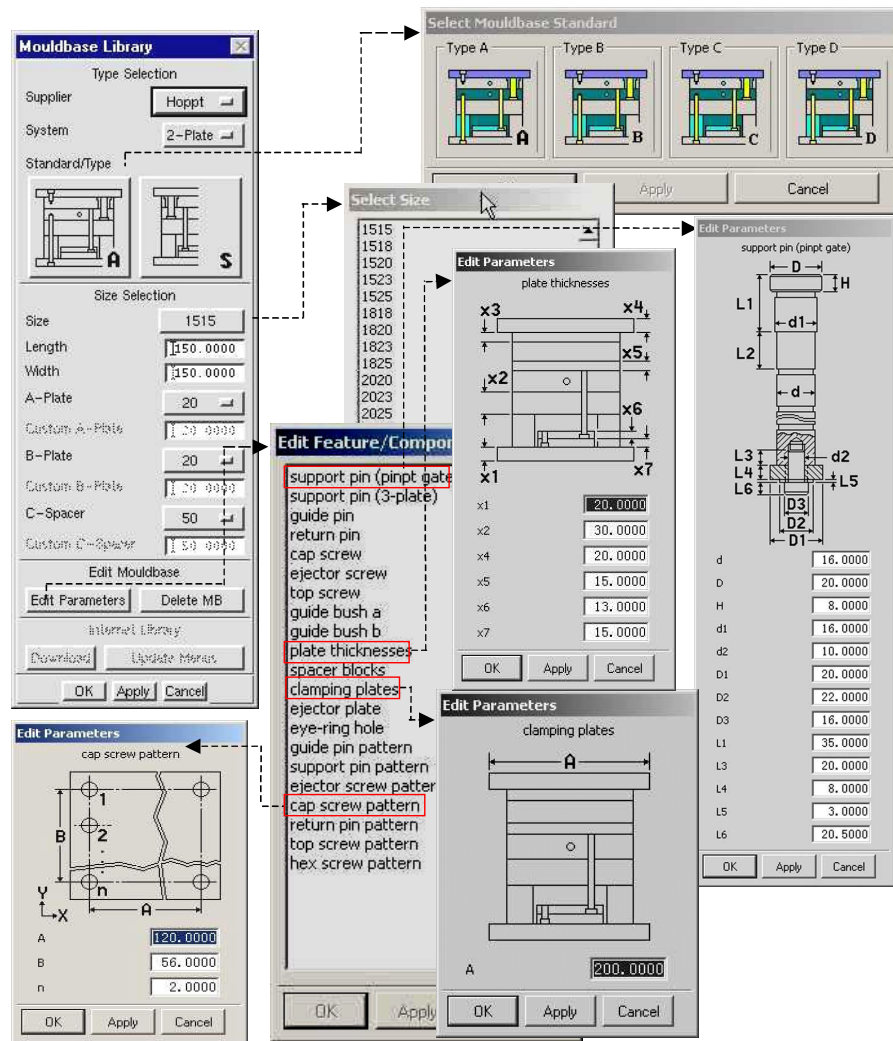 Mouldbase Library
Type Selection
Supplier
Hoppt
System
2-Plate
Standard/Type
A
S
Size Selection
Size
1515
Length
150.0000
Width
150.0000
A-Plate
20
Custom A-Plate
20.0000
B-Plate
20
Custom B-Plate
20.0000
C-Spacer
50
Custom C-Spacer
50.0000
Edit Mouldbase
Edit Parameters
Delete MB
Internet Library
Download
Update Menus
OK
Apply
Cancel
Select Mouldbase Standard
Type A
Type B
Type C
Type D
A
B
C
D
Apply
Cancel
Select Size
1515
1518
1520
1523
1525
1818
1820
1823
1825
2020
2023
2025
Edit Feature/Compor
support pin (pinpt gate
support pin (3-plate)
guide pin
return pin
cap screw
ejector screw
top screw
guide bush a
guide bush b
plate thicknesses
spacer blocks
clamping plates
ejector plate
eye-ring hole
guide pin pattern
support pin pattern
ejector screw patter
cap screw pattern
return pin pattern
top screw pattern
hex screw pattern
OK
Apply
Edit Parameters
plate thicknesses
x3
x4
x5
x2
x6
x1
x7
x1 20.0000
x2 30.0000
x4 20.0000
x5 15.0000
x6 13.0000
x7 15.0000
OK
Apply
Cancel
Edit Parameters
support pin (pinpt gate)
D
H
L1
d1
L2
d
L3
d2
L4
L5
L6
D3
D2
D1
d 16.0000
D 20.0000
H 8.0000
d1 16.0000
d2 10.0000
D1 20.0000
D2 22.0000
D3 16.0000
L1 35.0000
L3 20.0000
L4 8.0000
L5 3.0000
L6 20.5000
OK
Apply
Cancel
Edit Parameters
clamping plates
A
A 200.0000
OK
Apply
Cancel
Edit Parameters
cap screw pattern
1
B
2
n
Y
X
A
A 120.0000
B 56.0000
n 2.0000
OK
Apply
Cancel